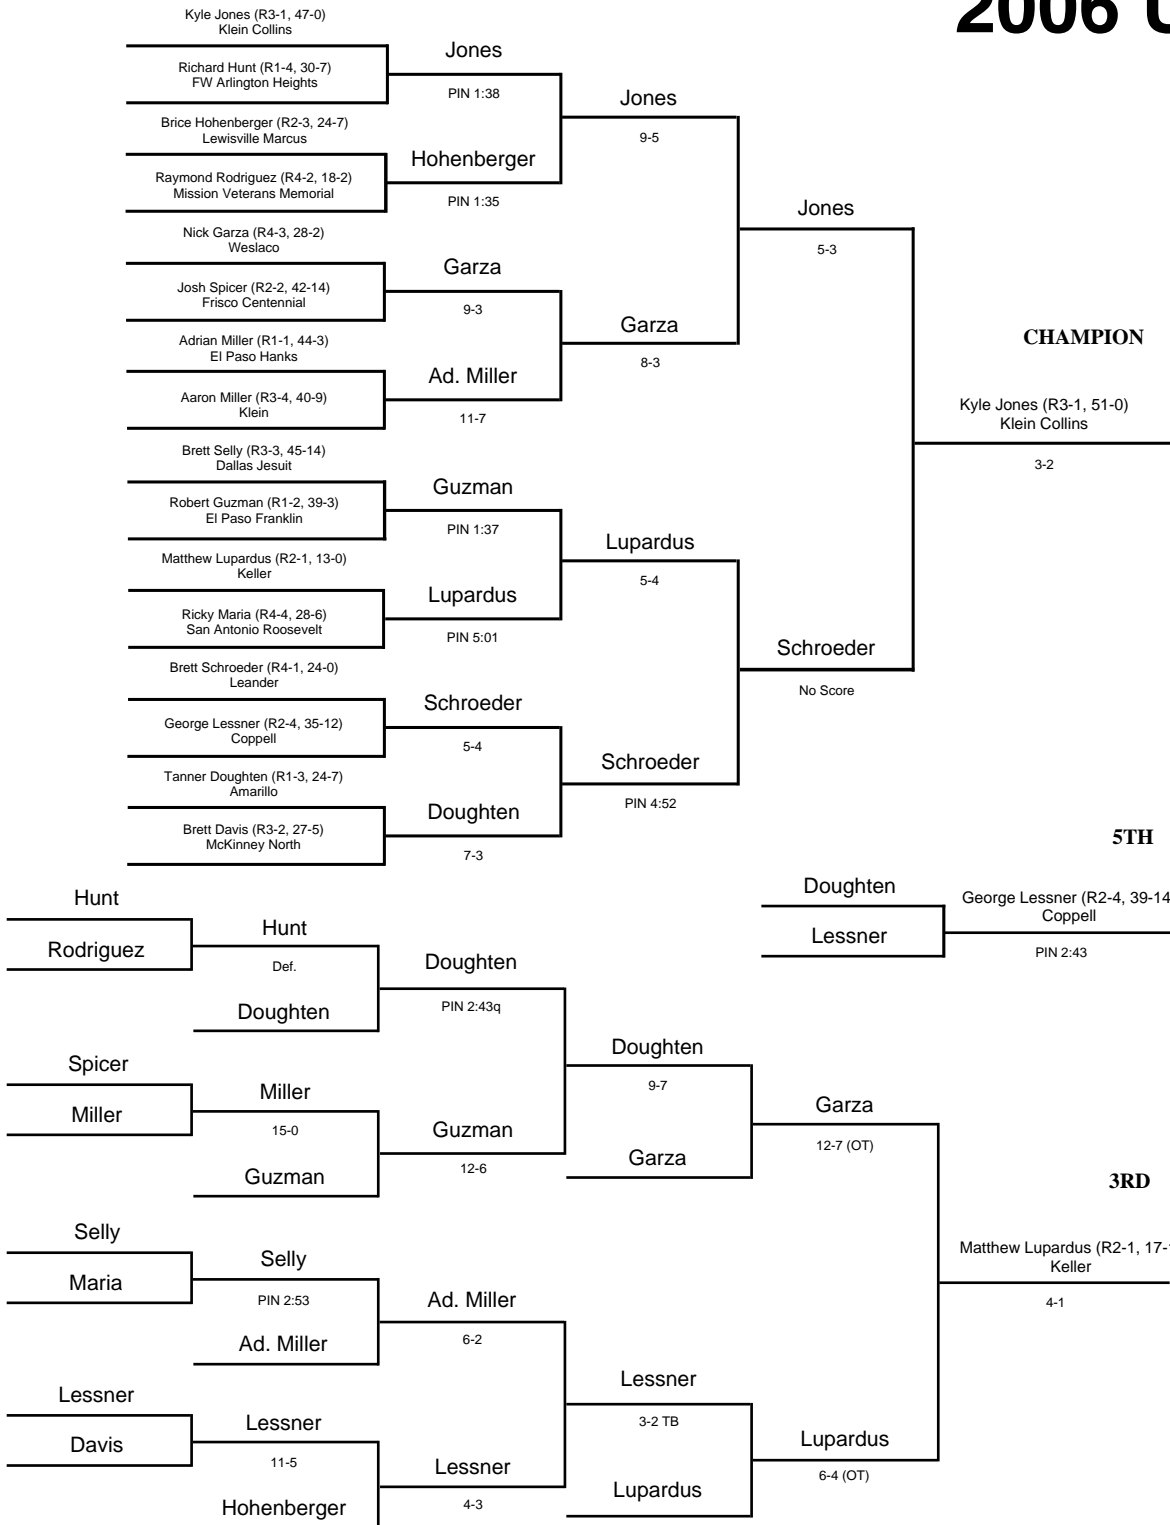 2006 U
Kyle Jones (R3-1, 47-0)
Klein Collins
Richard Hunt (R1-4, 30-7)
FW Arlington Heights
Brice Hohenberger (R2-3, 24-7)
Lewisville Marcus
Raymond Rodriguez (R4-2, 18-2)
Mission Veterans Memorial
Nick Garza (R4-3, 28-2)
Weslaco
Josh Spicer (R2-2, 42-14)
Frisco Centennial
Adrian Miller (R1-1, 44-3)
El Paso Hanks
Aaron Miller (R3-4, 40-9)
Klein
Brett Selly (R3-3, 45-14)
Dallas Jesuit
Robert Guzman (R1-2, 39-3)
El Paso Franklin
Matthew Lupardus (R2-1, 13-0)
Keller
Ricky Maria (R4-4, 28-6)
San Antonio Roosevelt
Brett Schroeder (R4-1, 24-0)
Leander
George Lessner (R2-4, 35-12)
Coppell
Tanner Doughten (R1-3, 24-7)
Amarillo
Brett Davis (R3-2, 27-5)
McKinney North
Jones
PIN 1:38
Hohenberger
PIN 1:35
Garza
9-3
Ad. Miller
11-7
Guzman
PIN 1:37
Lupardus
PIN 5:01
Schroeder
5-4
Doughten
7-3
Jones
9-5
Garza
8-3
Lupardus
5-4
Schroeder
PIN 4:52
Jones
5-3
Schroeder
No Score
CHAMPION
Kyle Jones (R3-1, 51-0)
Klein Collins
3-2
5TH
Doughten
Lessner
George Lessner (R2-4, 39-14
Coppell
PIN 2:43
Hunt
Rodriguez
Spicer
Miller
Selly
Maria
Lessner
Davis
Hunt
Def.
Doughten
Miller
15-0
Guzman
Selly
PIN 2:53
Ad. Miller
Lessner
11-5
Hohenberger
Doughten
PIN 2:43q
Guzman
12-6
Ad. Miller
6-2
Lessner
4-3
Doughten
9-7
Garza
Lessner
3-2 TB
Lupardus
Garza
12-7 (OT)
Lupardus
6-4 (OT)
3RD
Matthew Lupardus (R2-1, 17-
Keller
4-1